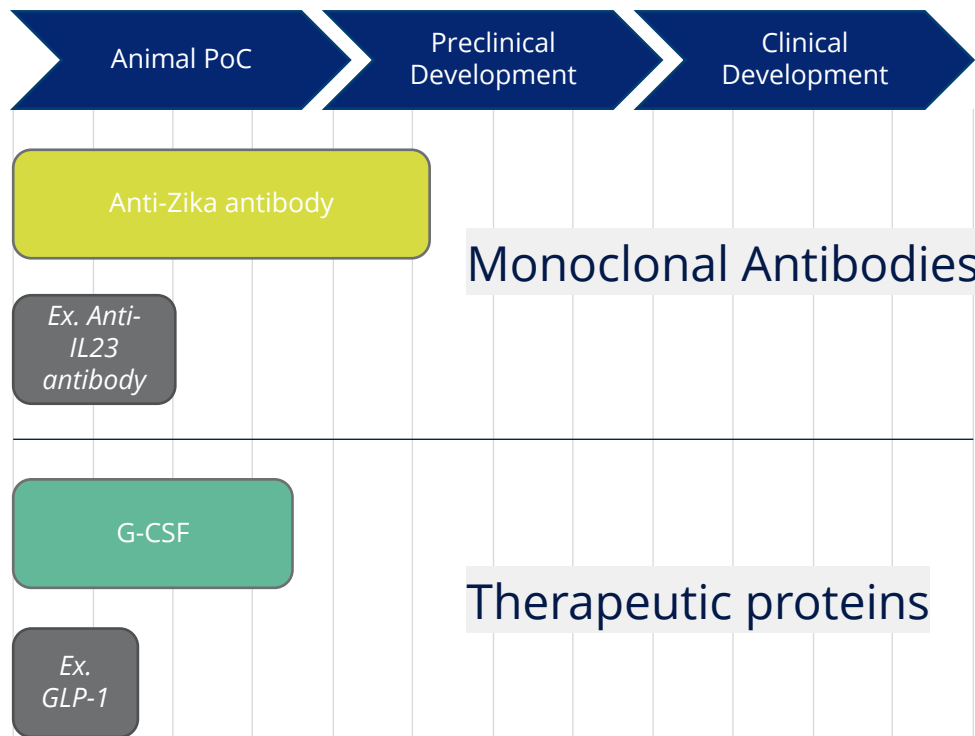 Animal PoC
Preclinical
Development
Clinical
Development
Anti-Zika antibody
Monoclonal Antibodies
Ex. Anti-
IL23
antibody
G-CSF
Therapeutic proteins
Ex.
GLP-1